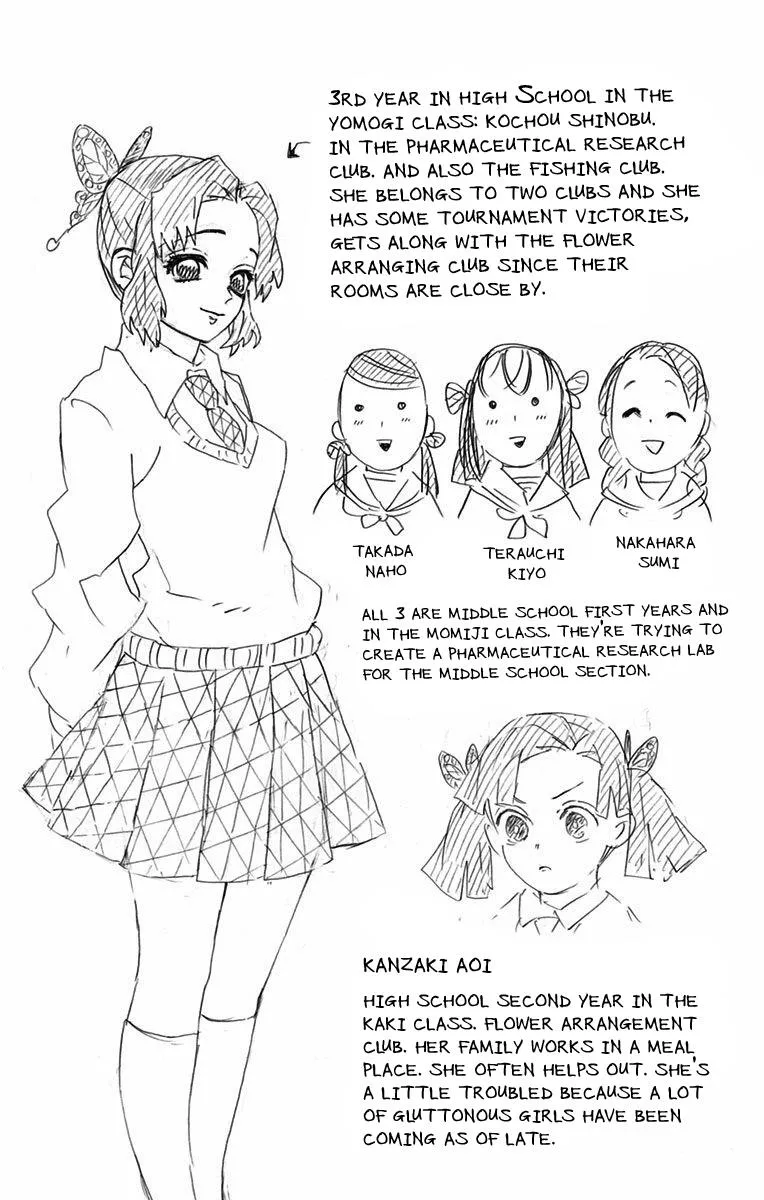 3RD YEAR IN HIGH SCHOOL IN THE
YOMOGI CLASS: KOCHOU SHINOBU.
IN THE PHARMACEUTICAL RESEARCH
CLUB. AND ALSO THE FISHING CLUB.
SHE BELONGS TO TWO CLUBS AND SHE
HAS SOME TOURNAMENT VICTORIES,
GETS ALONG WITH THE FLOWER
ARRANGING CLUB SINCE THEIR
ROOMS ARE CLOSE BY.
TAKADA
NAHO
TERAUCHI
KIYO
NAKAHARA
SUMI
ALL 3 ARE MIDDLE SCHOOL FIRST YEARS AND
IN THE MOMIJI CLASS. THEY'RE TRYING TO
CREATE A PHARMACEUTICAL RESEARCH LAB
FOR THE MIDDLE SCHOOL SECTION.
KANZAKI AOI
HIGH SCHOOL SECOND YEAR IN THE
KAKI CLASS. FLOWER ARRANGEMENT
CLUB. HER FAMILY WORKS IN A MEAL
PLACE. SHE OFTEN HELPS OUT. SHE'S
A LITTLE TROUBLED BECAUSE A LOT
OF GLUTTONOUS GIRLS HAVE BEEN
COMING AS OF LATE.